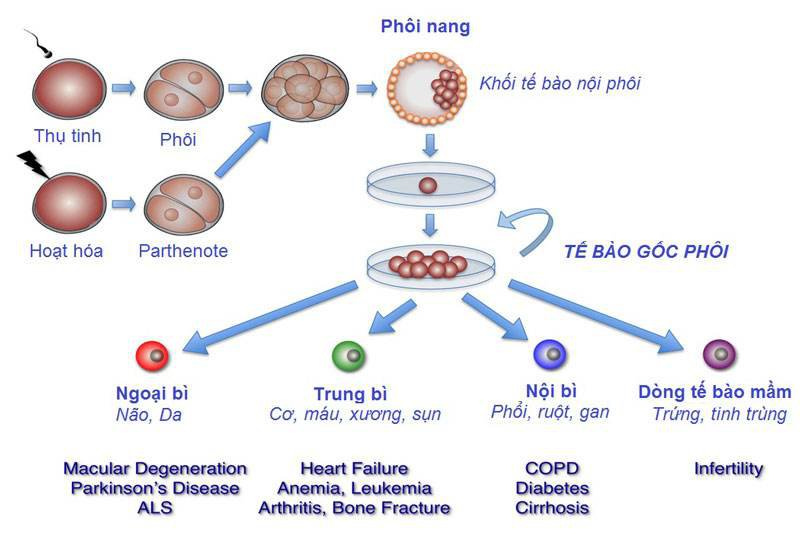 Phôi nang
Khối tế bào nội phôi
Thụ tinh
Phôi
Hoạt hóa
Parthenote
TẾ BÀO GỐC PHÔI
Ngoại bì
Não, Da
Trung bì
Cơ, máu, xương, sụn
Nội bì
Phổi, ruột, gan
Dòng tế bào mầm
Trứng, tinh trùng
Macular Degeneration
Parkinson's Disease
ALS
Heart Failure
Anemia, Leukemia
Arthritis, Bone Fracture
COPD
Diabetes
Cirrhosis
Infertility